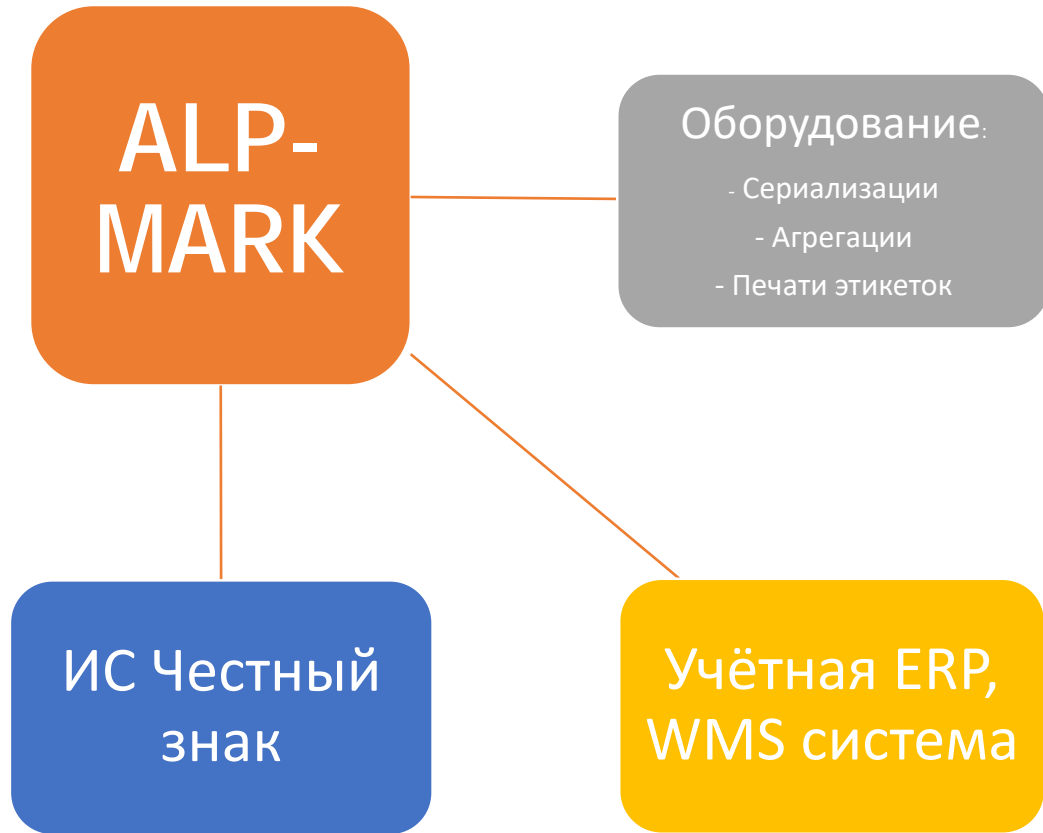 ALP-
MARK
Оборудование:
- Сериализации
- Агрегации
- Печати этикеток
ИС Честный
знак
Учётная ERP,
WMS система